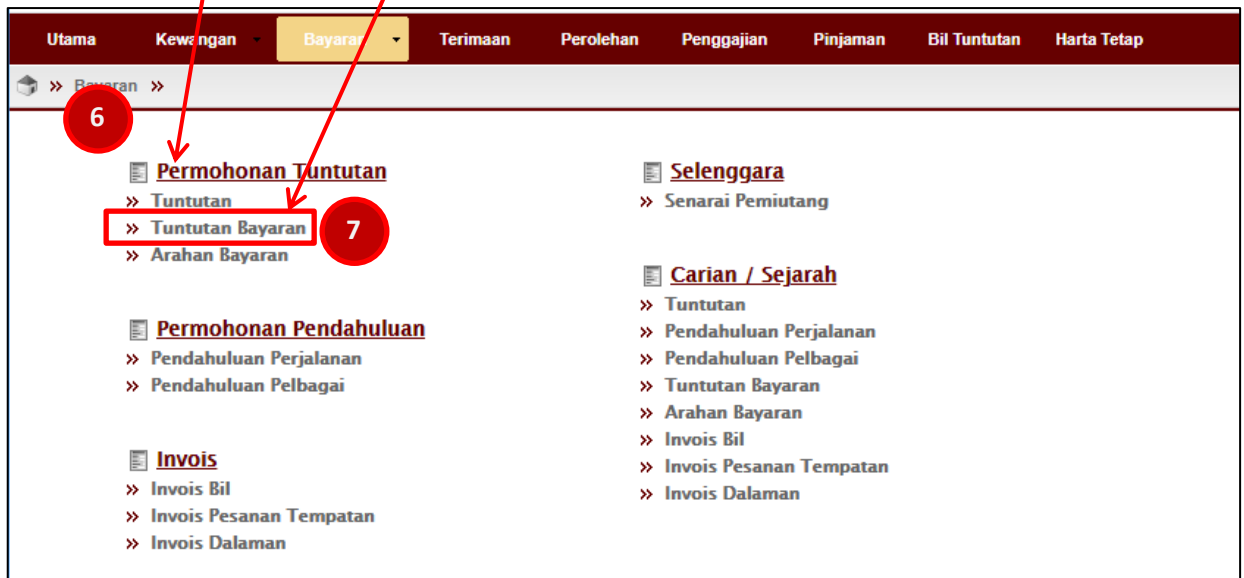 Utama Kewangan Bayaran Terimaan Perolehan Penggajian Pinjaman Bil Tuntutan Harta Tetap
» Bayaran »
6
Permohonan Tuntutan
» Tuntutan
» Tuntutan Bayaran 7
» Arahan Bayaran
Permohonan Pendahuluan
» Pendahuluan Perjalanan
» Pendahuluan Pelbagai
Invois
» Invois Bil
» Invois Pesanan Tempatan
» Invois Dalaman
Selenggara
» Senarai Pemiutang
Carian / Sejarah
» Tuntutan
» Pendahuluan Perjalanan
» Pendahuluan Pelbagai
» Tuntutan Bayaran
» Arahan Bayaran
» Invois Bil
» Invois Pesanan Tempatan
» Invois Dalaman